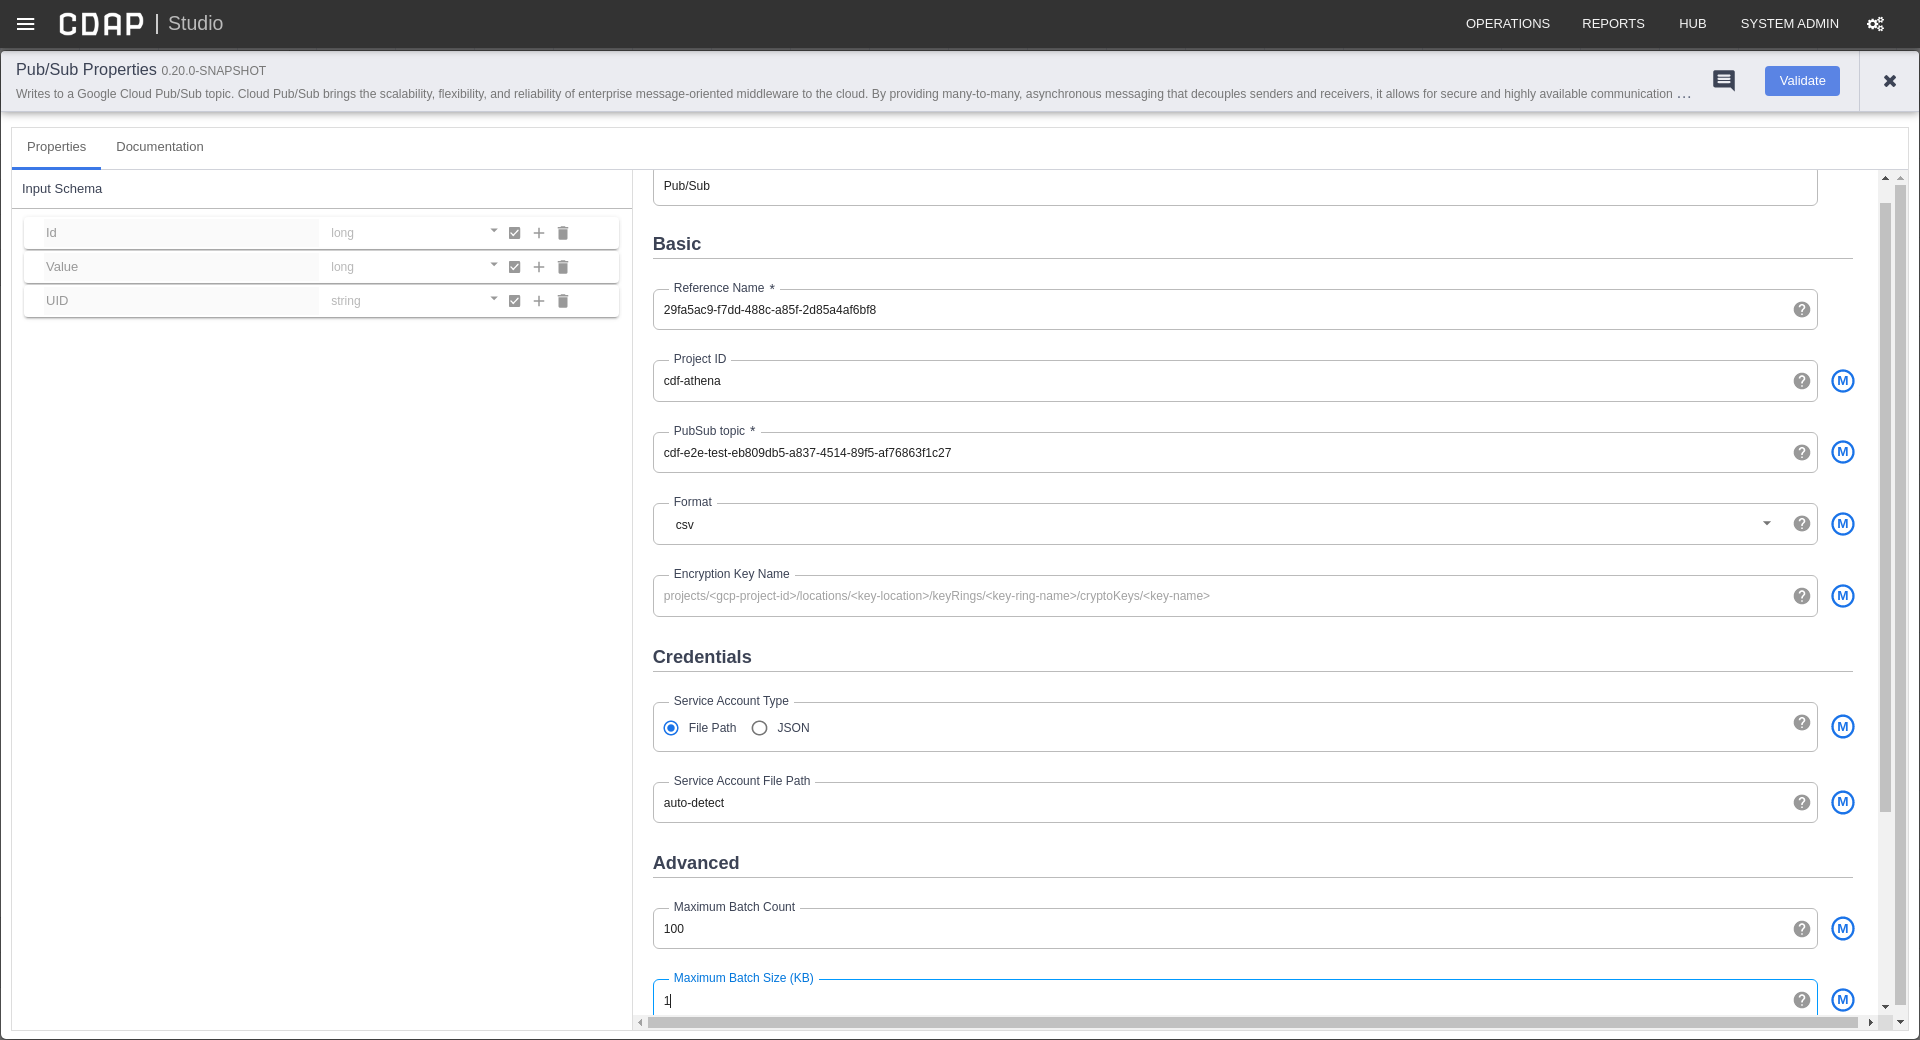 CDAP | Studio
OPERATIONS REPORTS HUB SYSTEM ADMIN
Pub/Sub Properties 0.20.0-SNAPSHOT
Writes to a Google Cloud Pub/Sub topic. Cloud Pub/Sub brings the scalability, flexibility, and reliability of enterprise message-oriented middleware to the cloud. By providing many-to-many, asynchronous messaging that decouples senders and receivers, it allows for secure and highly available communication ...
Validate
Properties Documentation
Input Schema
Id long
Value long
UID string
Pub/Sub
Basic
Reference Name *
29fa5ac9-f7dd-488c-a85f-2d85a4af6bf8
Project ID
cdf-athena
M
PubSub topic *
cdf-e2e-test-eb809db5-a837-4514-89f5-af76863f1c27
M
Format
csv
M
Encryption Key Name
projects/<gcp-project-id>/locations/<key-location>/keyRings/<key-ring-name>/cryptoKeys/<key-name>
M
Credentials
Service Account Type
File Path JSON
M
Service Account File Path
auto-detect
M
Advanced
Maximum Batch Count
100
M
Maximum Batch Size (KB)
1
M